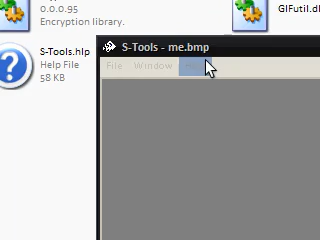 0.0.0.95
Encryption library.
GIFutil.dl
S-Tools.hlp
Help File
58 KB
S-Tools - me.bmp
File Window Help